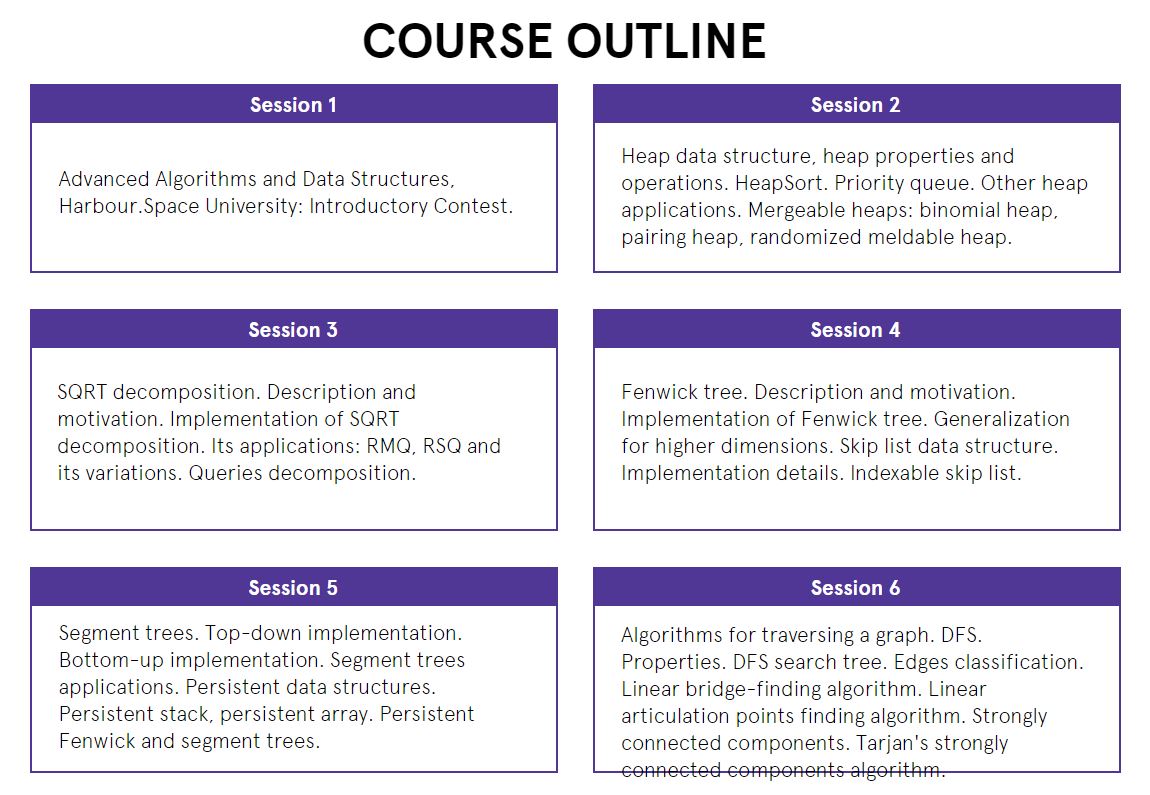 COURSE OUTLINE
Session 1
Advanced Algorithms and Data Structures,
Harbour.Space University: Introductory Contest.
Session 2
Heap data structure, heap properties and
operations. HeapSort. Priority queue. Other heap
applications. Mergeable heaps: binomial heap,
pairing heap, randomized meldable heap.
Session 3
SQRT decomposition. Description and
motivation. Implementation of SQRT
decomposition. Its applications: RMQ, RSQ and
its variations. Queries decomposition.
Session 4
Fenwick tree. Description and motivation.
Implementation of Fenwick tree. Generalization
for higher dimensions. Skip list data structure.
Implementation details. Indexable skip list.
Session 5
Segment trees. Top-down implementation.
Bottom-up implementation. Segment trees
applications. Persistent data structures.
Persistent stack, persistent array. Persistent
Fenwick and segment trees.
Session 6
Algorithms for traversing a graph. DFS.
Properties. DFS search tree. Edges classification.
Linear bridge-finding algorithm. Linear
articulation points finding algorithm. Strongly
connected components. Tarjan's strongly
connected components algorithm.